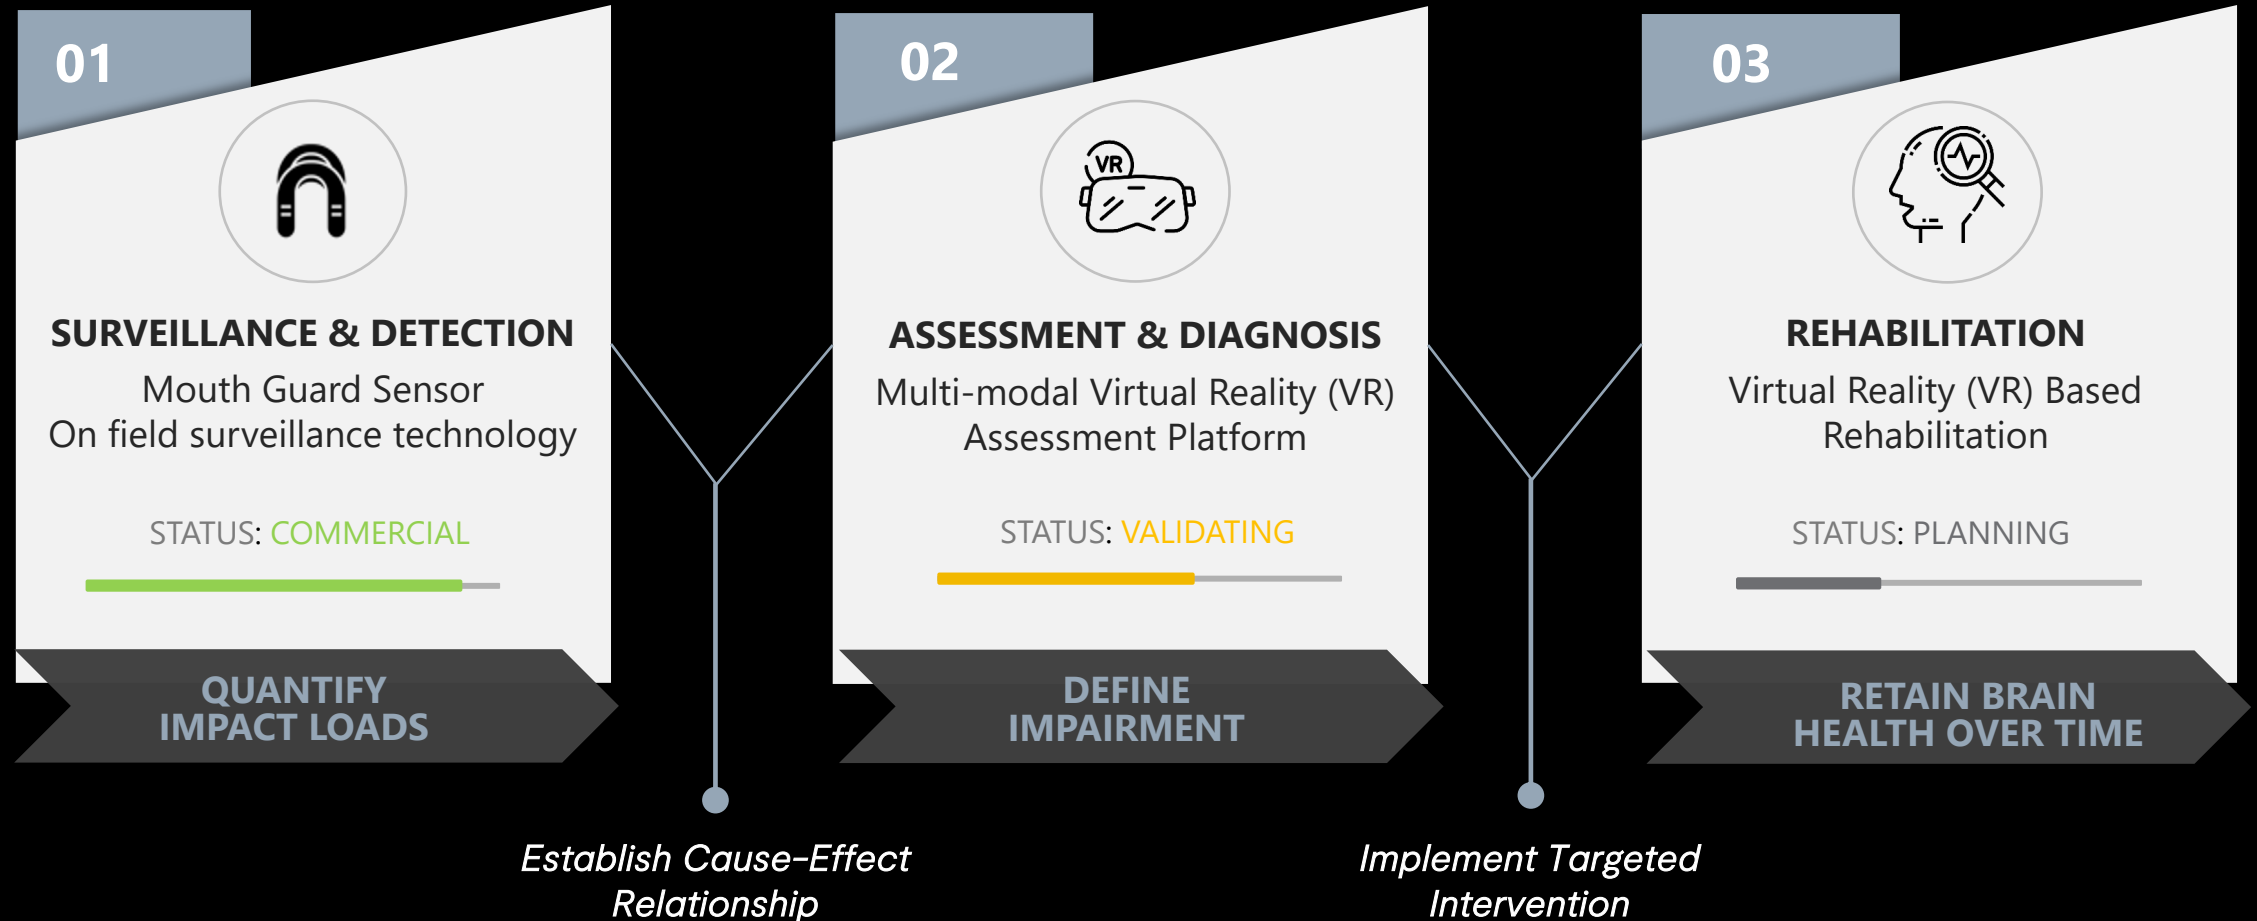 01
SURVEILLANCE & DETECTION
Mouth Guard Sensor
On field surveillance technology
STATUS: COMMERCIAL
QUANTIFY
IMPACT LOADS
Establish Cause-Effect
Relationship
02
VR
ASSESSMENT & DIAGNOSIS
Multi-modal Virtual Reality (VR)
Assessment Platform
STATUS: VALIDATING
DEFINE
IMPAIRMENT
Implement Targeted
Intervention
03
REHABILITATION
Virtual Reality (VR) Based
Rehabilitation
STATUS: PLANNING
RETAIN BRAIN
HEALTH OVER TIME